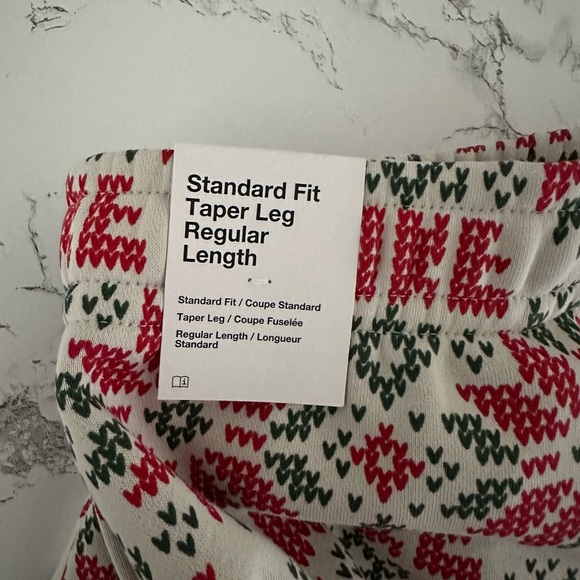 Standard Fit
Taper Leg
Regular
Length
Standard Fit / Coupe Standard
Taper Leg / Coupe Fuselée
Regular Length / Longueur
Standard